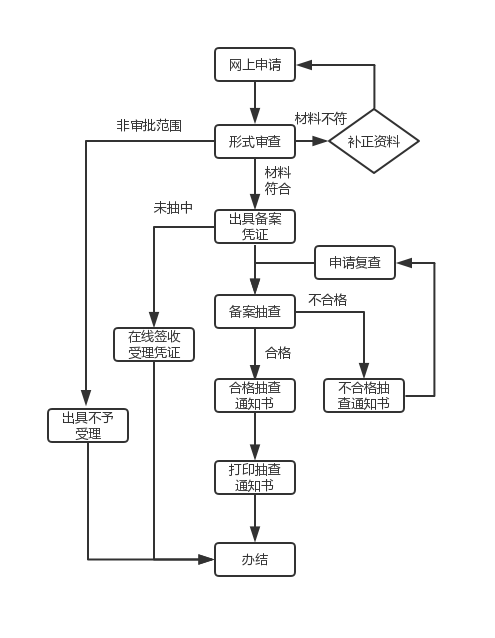 网上申请
材料不符
非审批范围
形式审查
补正资料
材料
符合
未抽中
出具备案
凭证
申请复查
不合格
备案抽查
在线签收
受理凭证
合格
合格抽查
通知书
不合格抽
查通知书
出具不予
受理
打印抽查
通知书
办结